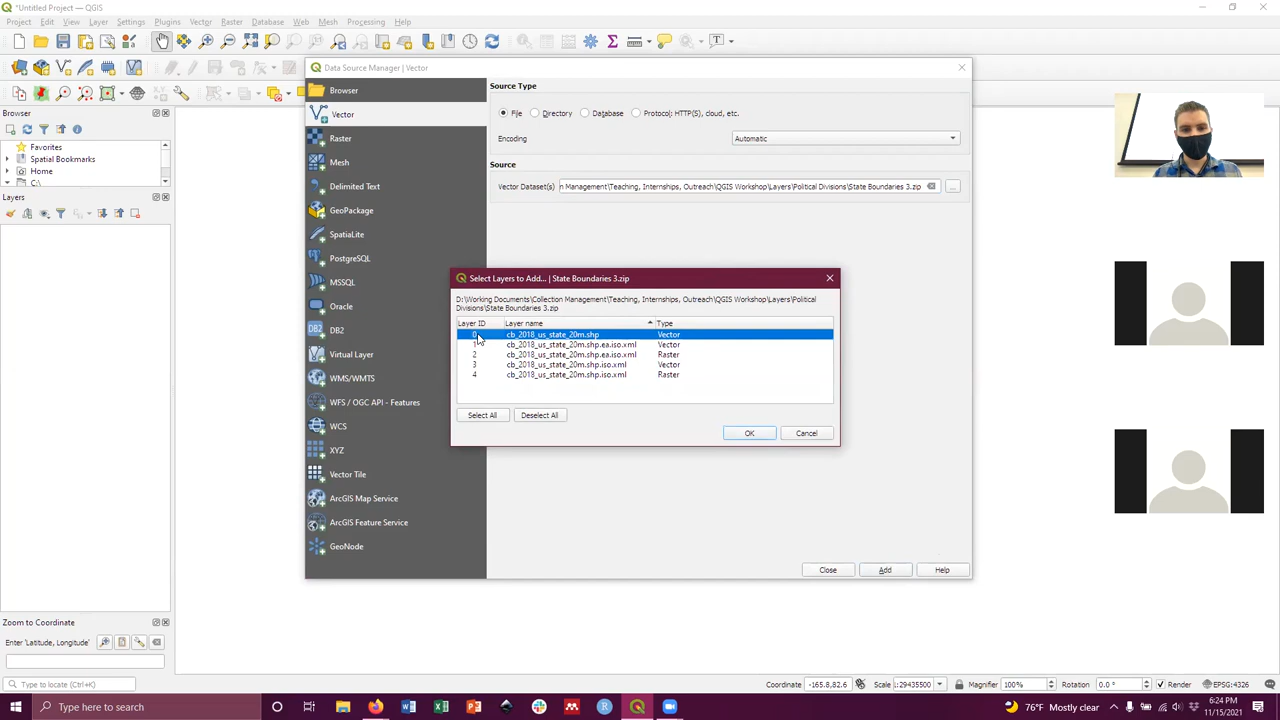 *Untitled Project — QGIS
Project Edit View Layer Settings Plugins Vector Raster Database Web Mesh Processing Help
Data Source Manager | Vector
Browser
Favorites
Spatial Bookmarks
Home
C:\
Layers
Browser
Vector
Raster
Mesh
Delimited Text
GeoPackage
SpatiaLite
PostgreSQL
MSSQL
Oracle
DB2
DB2
Virtual Layer
WMS/WMTS
WFS / OGC API - Features
WCS
XYZ
Vector Tile
ArcGIS Map Service
ArcGIS Feature Service
GeoNode
Source Type
File Directory Database Protocol: HTTP(S), cloud, etc.
Encoding Automatic
Source
Vector Dataset(s) n Management\Teaching, Internships, Outreach\QGIS Workshop\Layers\Political Divisions\State Boundaries 3.zip ...
Select Layers to Add... | State Boundaries 3.zip
D:\Working Documents\Collection Management\Teaching, Internships, Outreach\QGIS Workshop\Layers\Political
Divisions\State Boundaries 3.zip
Layer ID Layer name Type
0 cb_2018_us_state_20m.shp Vector
1 cb_2018_us_state_20m.shp.ea.iso.xml Vector
2 cb_2018_us_state_20m.shp.ea.iso.xml Raster
3 cb_2018_us_state_20m.shp.iso.xml Vector
4 cb_2018_us_state_20m.shp.iso.xml Raster
Select All Deselect All
OK Cancel
Close Add Help
Zoom to Coordinate
Enter 'Latitude, Longitude'
Type to locate (Ctrl+K)
Coordinate -165.8,82.6 Scale 1:29435500 Magnifier 100% Rotation 0.0 ° Render EPSG:4326
Type here to search
76°F Mostly clear
6:24 PM
11/15/2021